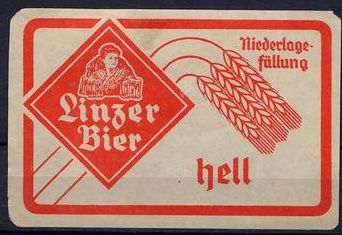 Linzer
Bier
Niederlage-
füllung
hell